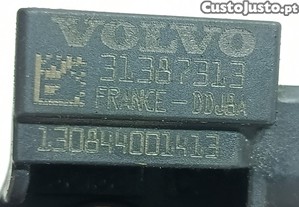 Custojusto.pt
VOLVO
31387313
FRANCE-DDJBA
130844001413